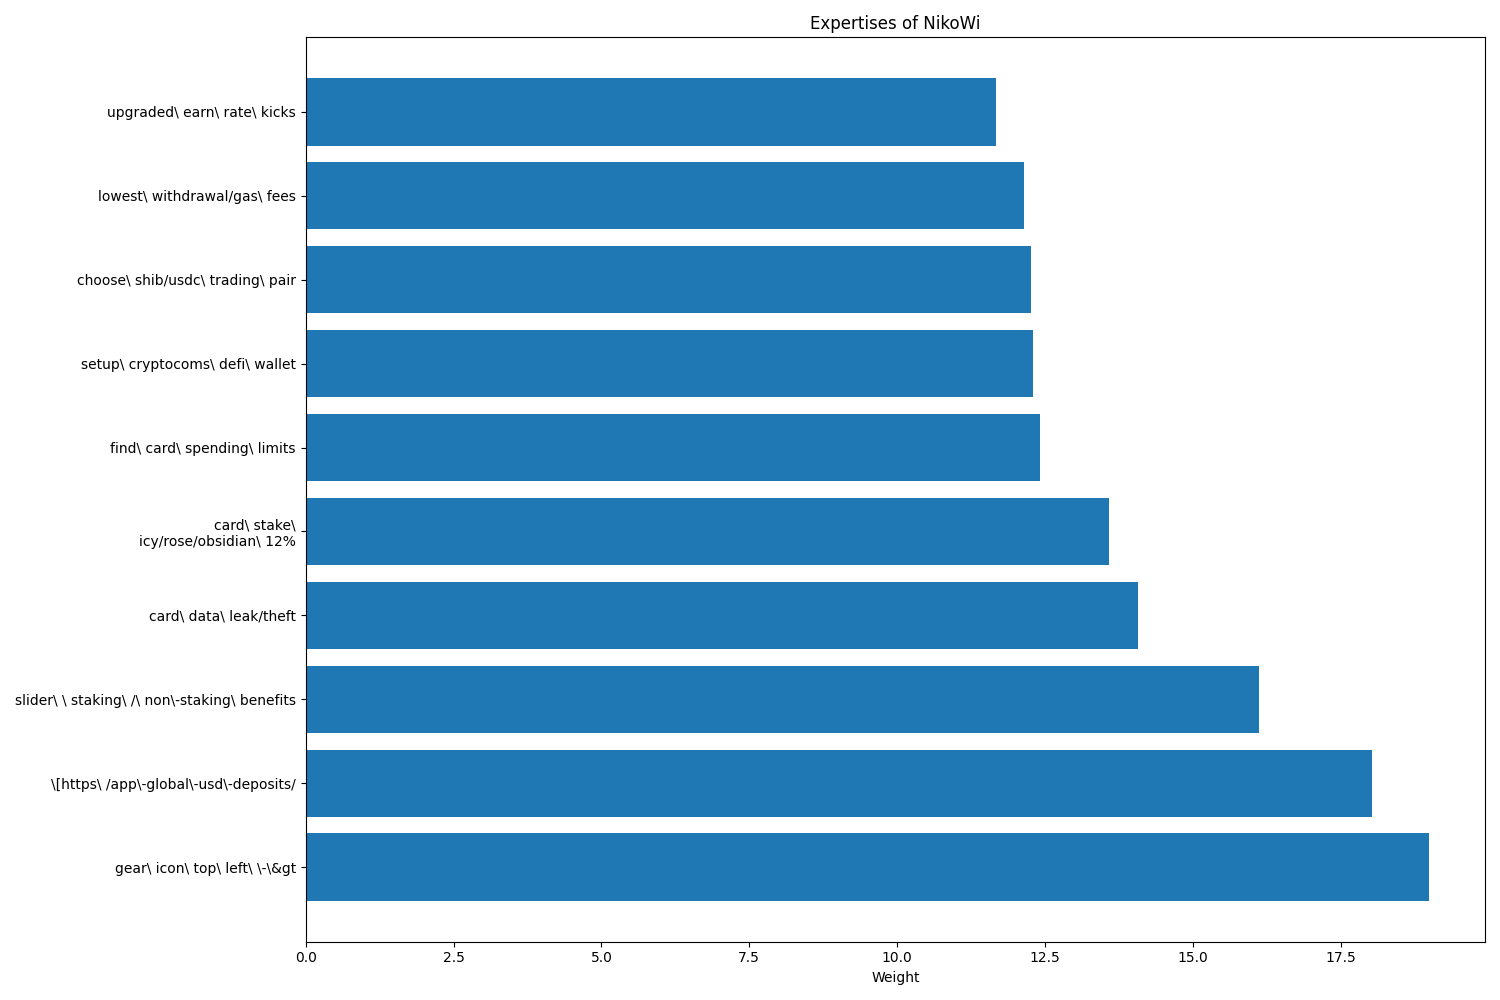 Expertises of NikoWi
upgraded\ earn\ rate\ kicks
lowest\ withdrawal/gas\ fees
choose\ shib/usdc\ trading\ pair
setup\ cryptocoms\ defi\ wallet
find\ card\ spending\ limits
card\ stake\
icy/rose/obsidian\ 12%
card\ data\ leak/theft
slider\ \ staking\ /\ non\-staking\ benefits
\[https\ /app\-global\-usd\-deposits/
gear\ icon\ top\ left\ \-\&gt
0.0 2.5 5.0 7.5 10.0 12.5 15.0 17.5
Weight